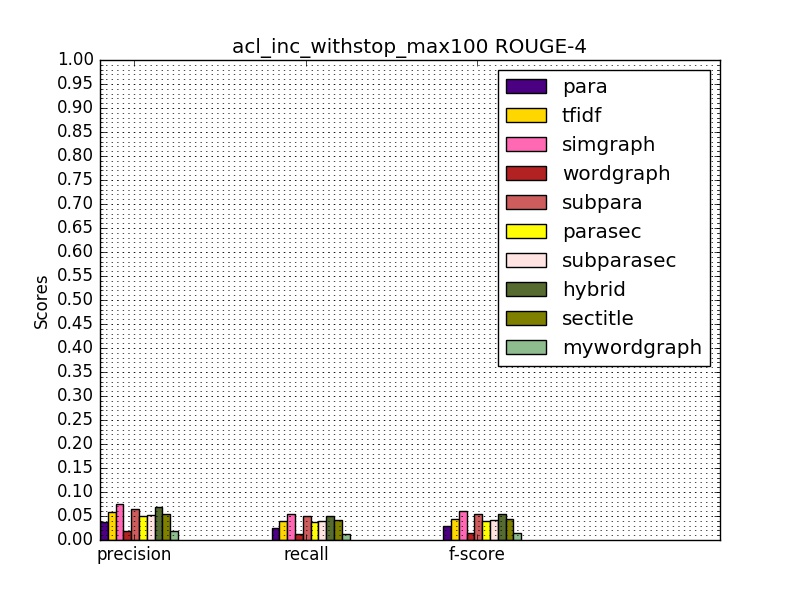 acl_inc_withstop_max100 ROUGE-4
Scores
1.00
0.95
0.90
0.85
0.80
0.75
0.70
0.65
0.60
0.55
0.50
0.45
0.40
0.35
0.30
0.25
0.20
0.15
0.10
0.05
0.00
para
tfidf
simgraph
wordgraph
subpara
parasec
subparasec
hybrid
sectitle
mywordgraph
precision recall f-score